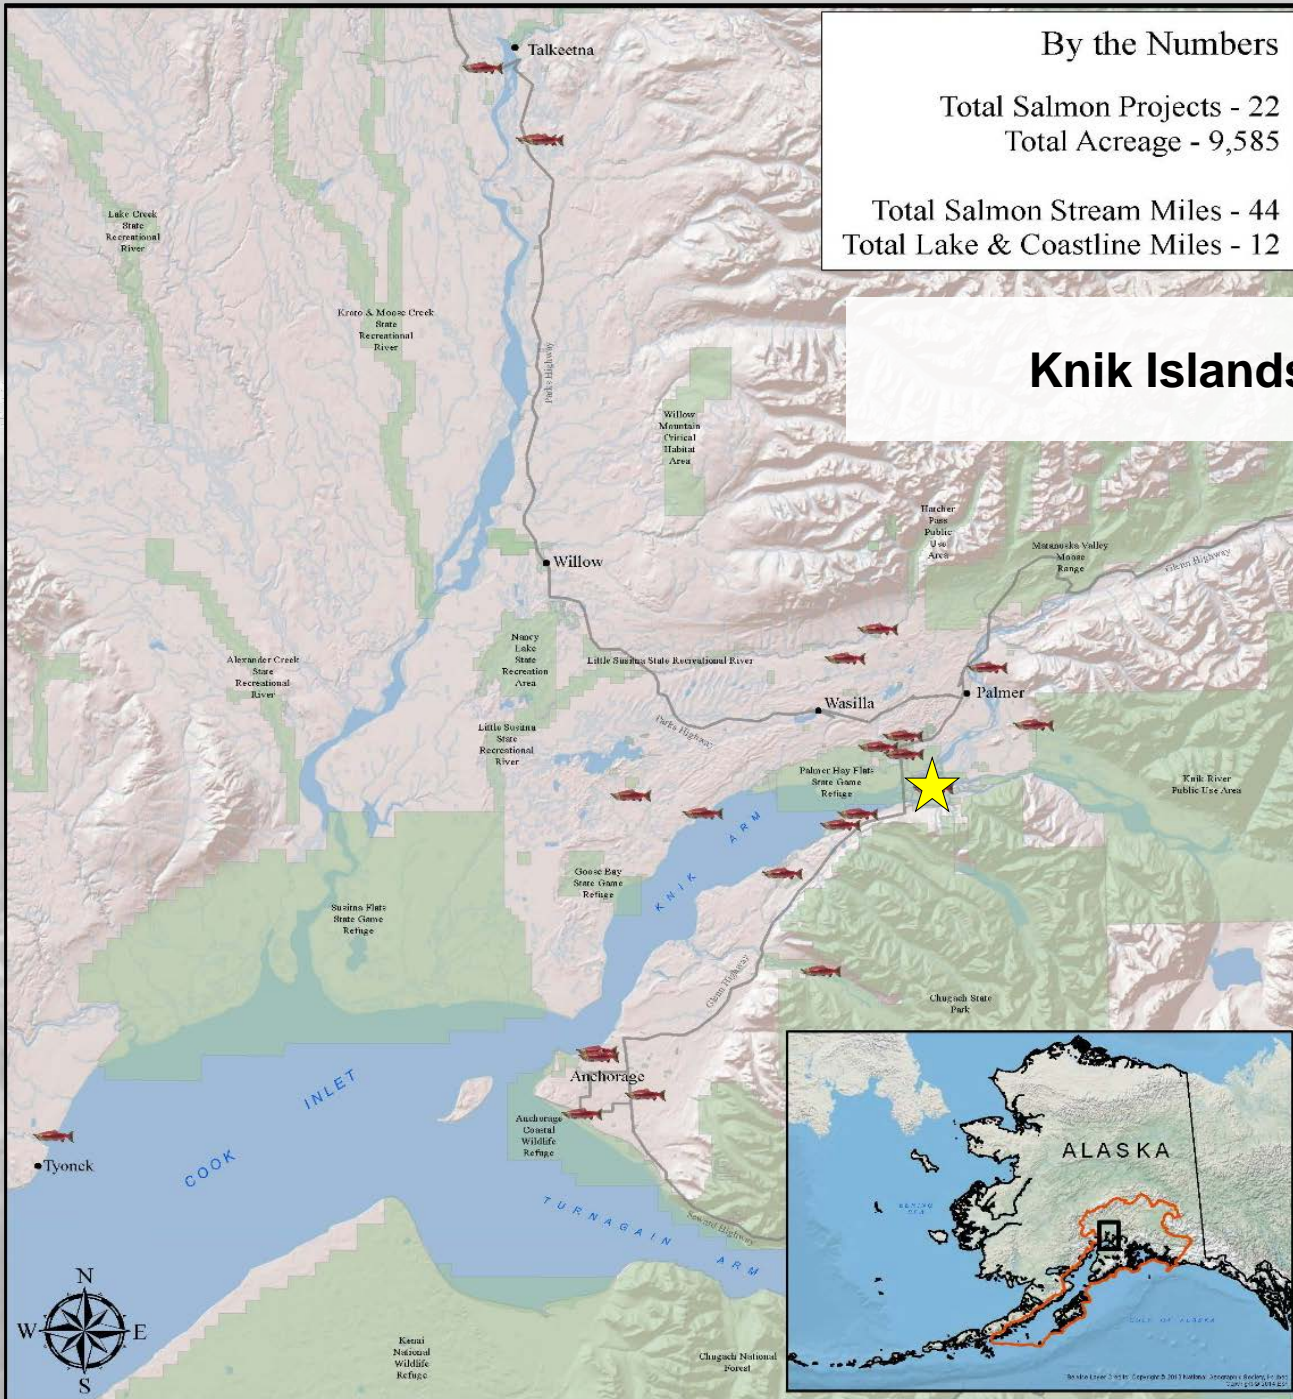 Talkeetna
By the Numbers
Total Salmon Projects - 22
Total Acreage - 9,585
Total Salmon Stream Miles - 44
Total Lake & Coastline Miles - 12
Knik Islands
Lake Creek
State
Recreational
River
Kroto & Moose Creek
State
Recreational
River
Parks Highway
Willow
Mountain
Critical
Habitat
Area
Hatcher
Pass
Public
Use
Area
Matanuska Valley
Moose
Range
Glenn Highway
Willow
Nancy
Lake
State
Recreation
Area
Little Susitna State Recreational River
Alexander Creek
State
Recreational
River
Palmer
Wasilla
Parks Highway
Little Susitna
State
Recreational
River
Palmer Hay Flats
State Game
Refuge
Knik River
Public Use Area
KNIK ARM
Goose Bay
State Game
Refuge
Susitna Flats
State Game
Refuge
Glenn Highway
Chugach State
Park
Anchorage
COOK INLET
Anchorage
Coastal
Wildlife
Refuge
Tyonek
TURNAGAIN ARM
Seward Highway
N
W E
S
Kenai
National
Wildlife
Refuge
Chugach National
Forest
ALASKA
BERING
SEA
GULF OF ALASKA